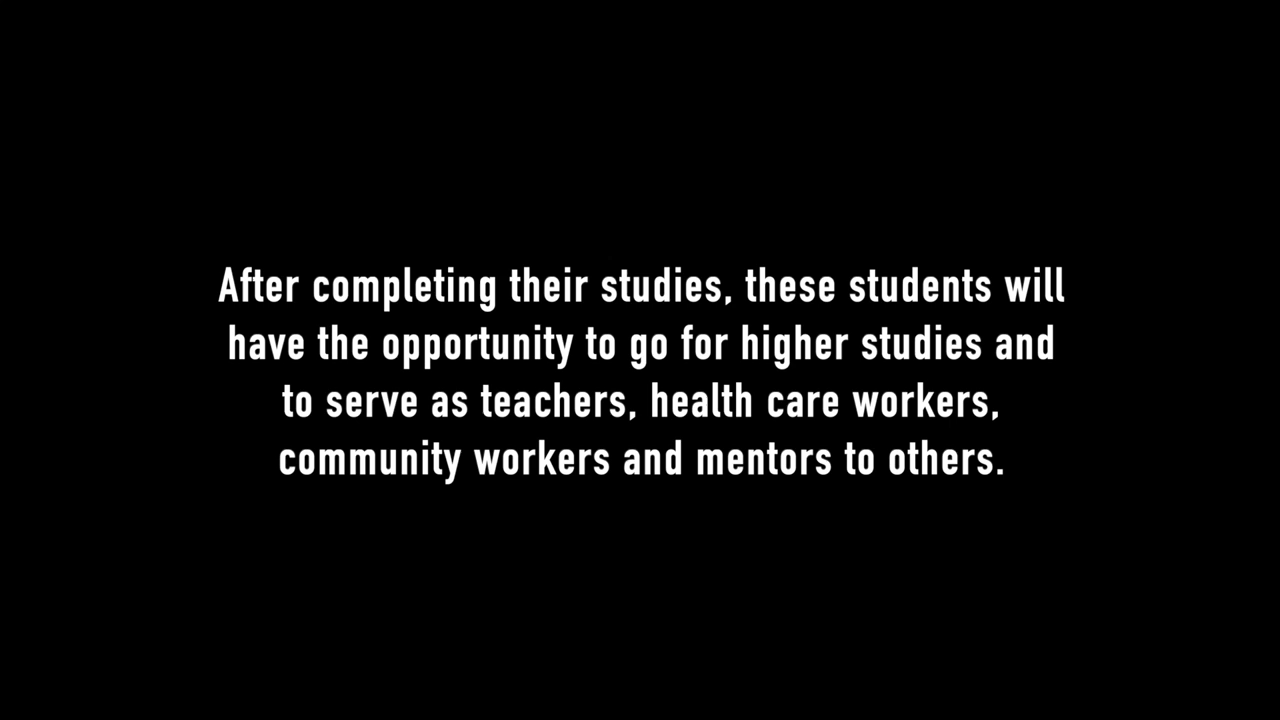 After completing their studies, these students will
have the opportunity to go for higher studies and
to serve as teachers, health care workers,
community workers and mentors to others.